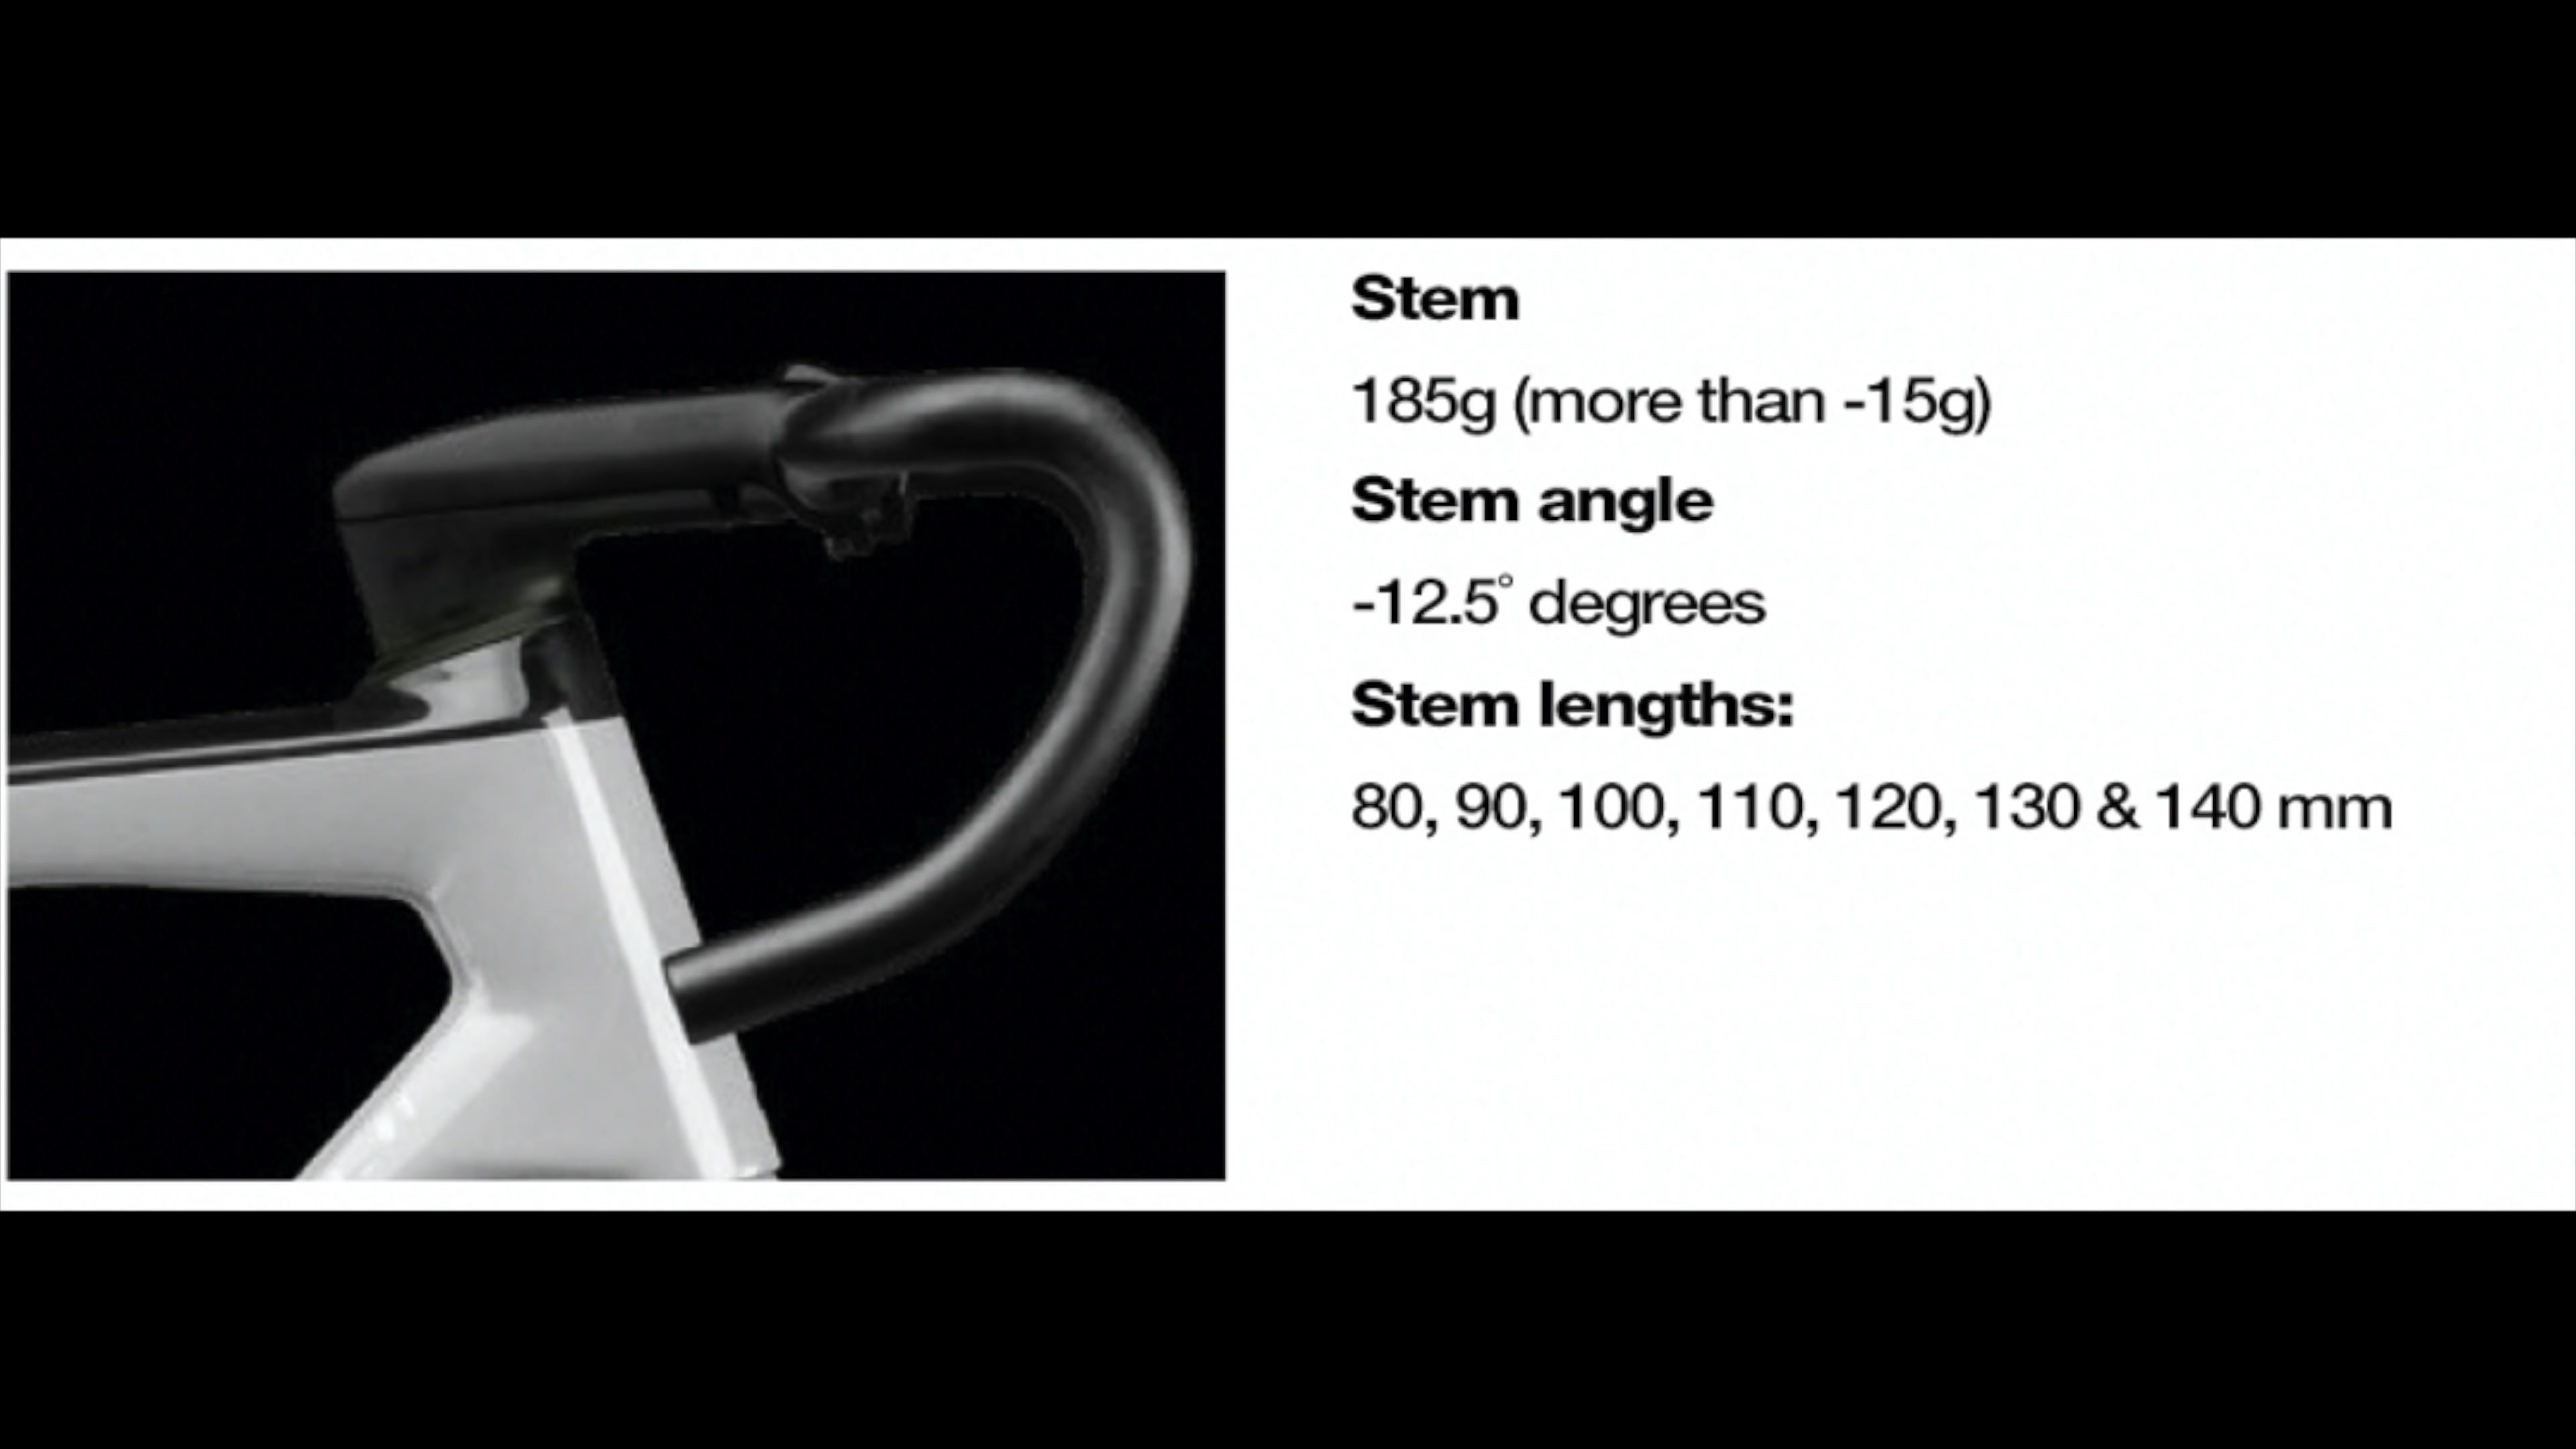 Stem
185g (more than -15g)
Stem angle
-12.5° degrees
Stem lengths:
80, 90, 100, 110, 120, 130 & 140 mm